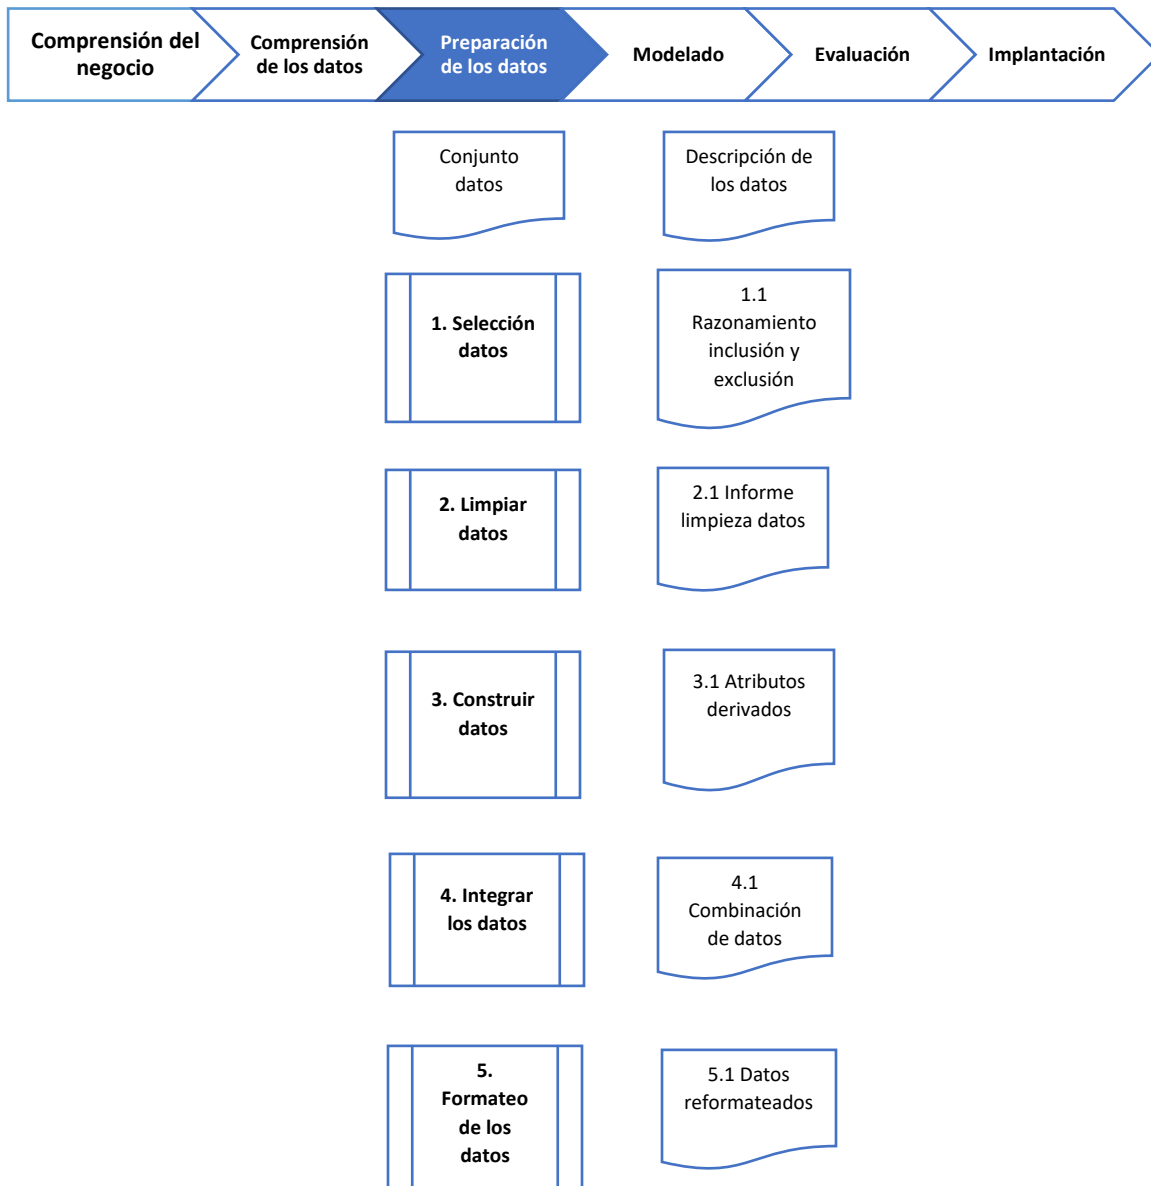 Comprensión del
negocio
Comprensión
de los datos
Preparación
de los datos
Modelado
Evaluación
Implantación
Conjunto
datos
Descripción de
los datos
1. Selección
datos
1.1
Razonamiento
inclusión y
exclusión
2. Limpiar
datos
2.1 Informe
limpieza datos
3. Construir
datos
3.1 Atributos
derivados
4. Integrar
los datos
4.1
Combinación
de datos
5.
Formateo
de los
datos
5.1 Datos
reformateados